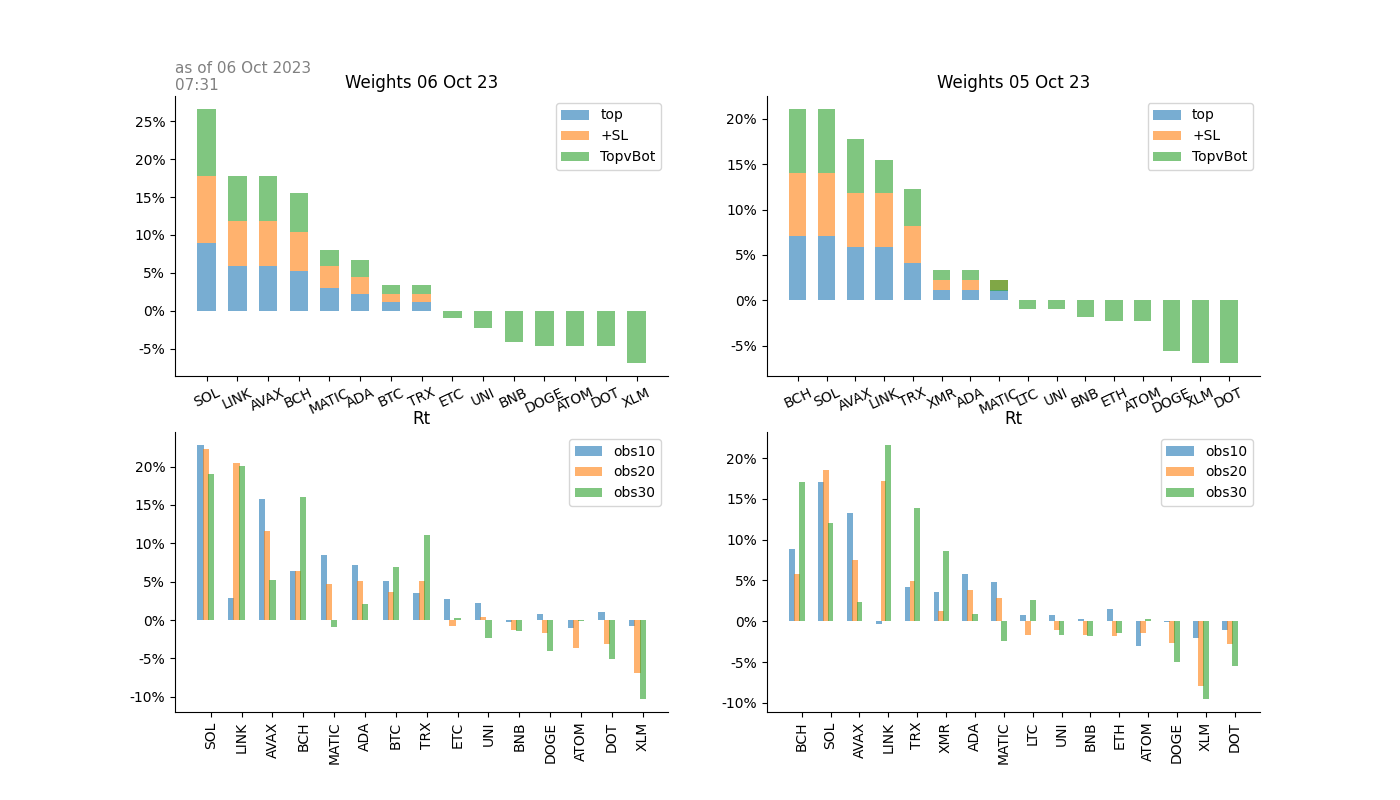 as of 06 Oct 2023
07:31
Weights 06 Oct 23
25%
20%
15%
10%
5%
0%
-5%
top
+SL
TopvBot
SOL LINK AVAX BCH MATIC ADA BTC TRX ETC UNI BNB DOGE ATOM DOT XLM
Weights 05 Oct 23
20%
15%
10%
5%
0%
-5%
top
+SL
TopvBot
BCH SOL AVAX LINK TRX XMR ADA MATIC LTC UNI BNB ETH ATOM DOGE XLM DOT
Rt
20%
15%
10%
5%
0%
-5%
-10%
obs10
obs20
obs30
SOL LINK AVAX BCH MATIC ADA BTC TRX ETC UNI BNB DOGE ATOM DOT XLM
Rt
20%
15%
10%
5%
0%
-5%
-10%
obs10
obs20
obs30
BCH SOL AVAX LINK TRX XMR ADA MATIC LTC UNI BNB ETH ATOM DOGE XLM DOT